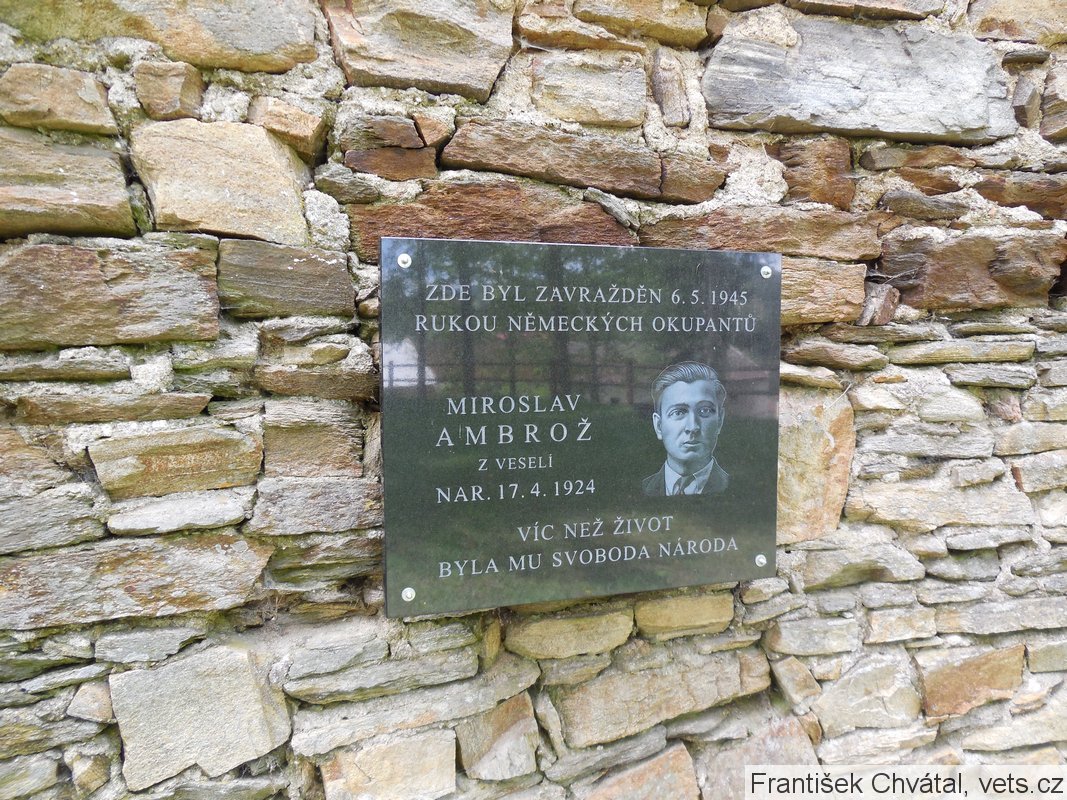 ZDE BYL ZAVRAŽDĚN 6. 5. 1945
RUKOU NĚMECKÝCH OKUPANTŮ
MIROSLAV
AMBROŽ
Z VESELÍ
NAR. 17. 4. 1924
VÍC NEŽ ŽIVOT
BYLA MU SVOBODA NÁRODA
František Chvátal, vets.cz